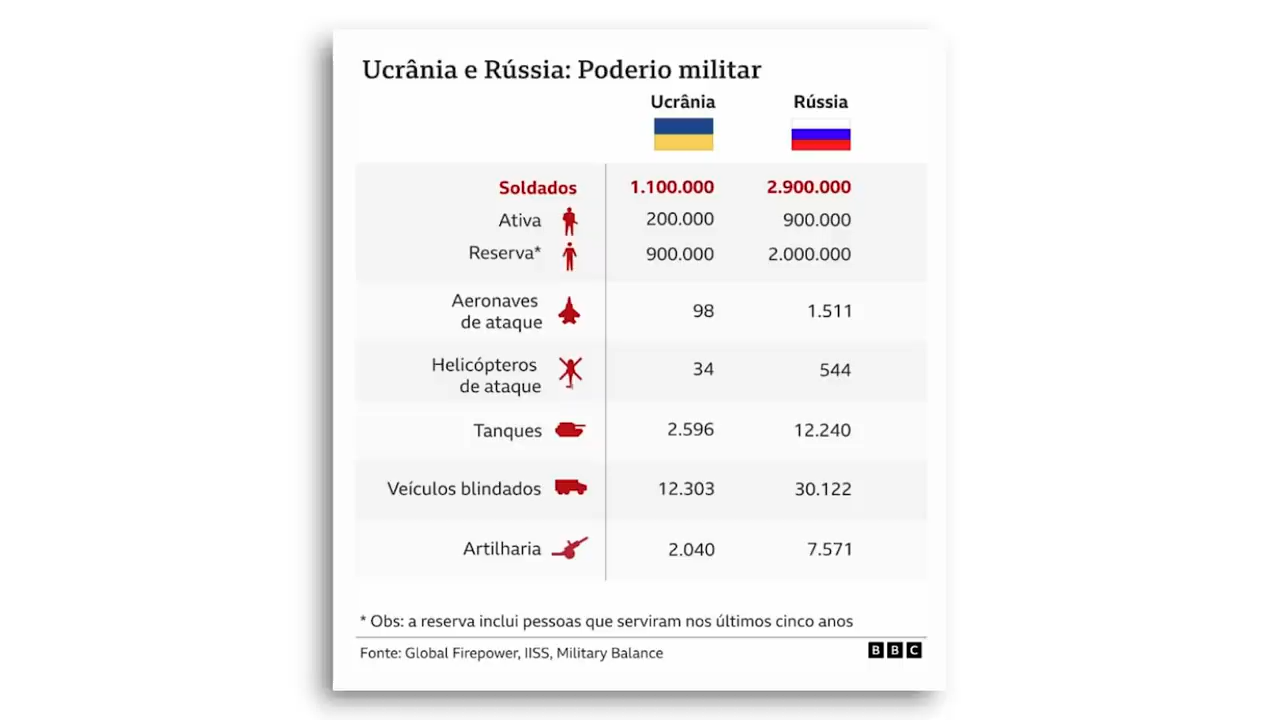 Ucrânia e Rússia: Poderio militar
Ucrânia Rússia
Soldados 1.100.000 2.900.000
Ativa 200.000 900.000
Reserva* 900.000 2.000.000
Aeronaves
de ataque 98 1.511
Helicópteros
de ataque 34 544
Tanques 2.596 12.240
Veículos blindados 12.303 30.122
Artilharia 2.040 7.571
* Obs: a reserva inclui pessoas que serviram nos últimos cinco anos
Fonte: Global Firepower, IISS, Military Balance BBC